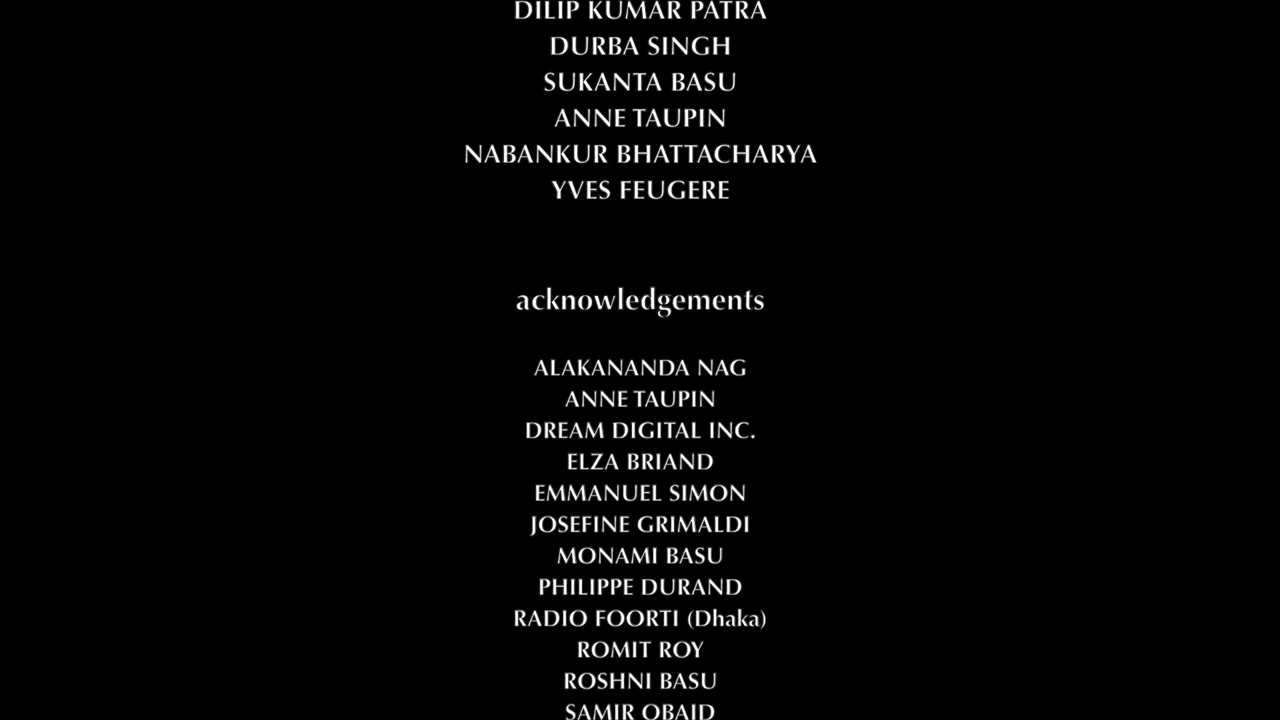 DILIP KUMAR PATRA
DURBA SINGH
SUKANTA BASU
ANNE TAUPIN
NABANKUR BHATTACHARYA
YVES FEUGERE
acknowledgements
ALAKANANDA NAG
ANNE TAUPIN
DREAM DIGITAL INC.
ELZA BRIAND
EMMANUEL SIMON
JOSEFINE GRIMALDI
MONAMI BASU
PHILIPPE DURAND
RADIO FOORTI (Dhaka)
ROMIT ROY
ROSHNI BASU
SAMIR OBAID